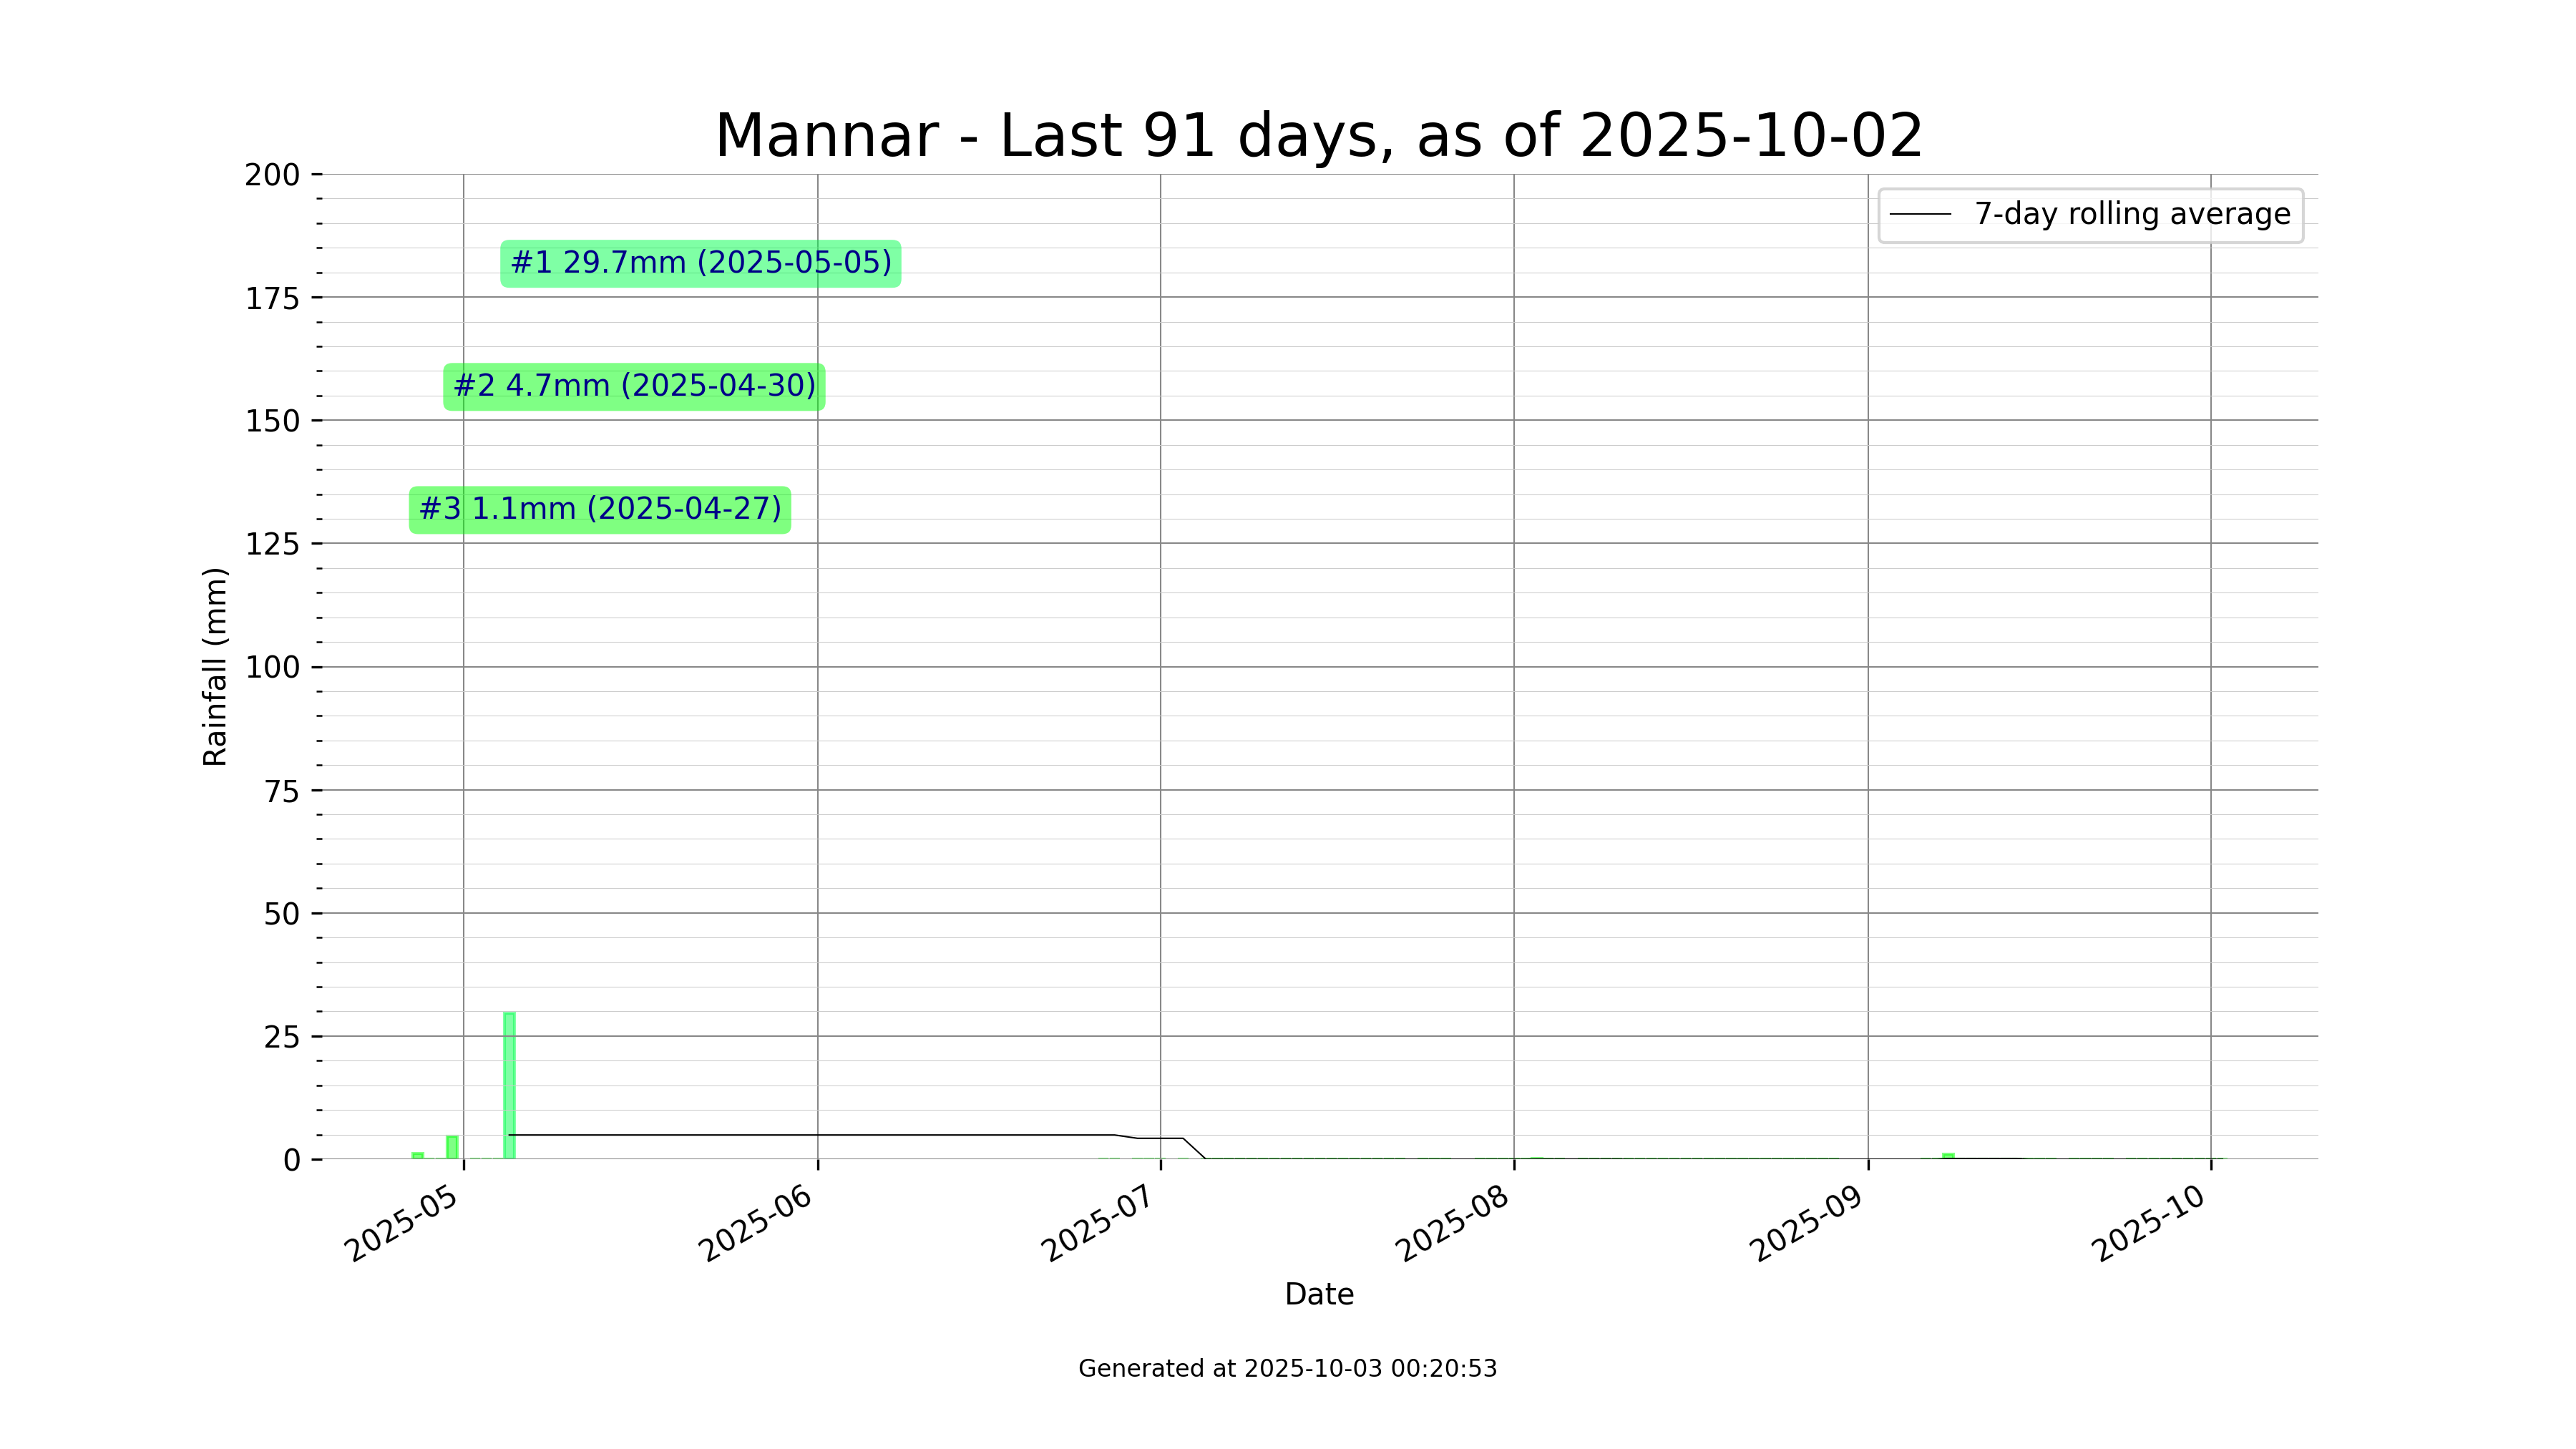 Mannar - Last 91 days, as of 2025-10-02
200
175
150
125
100
75
50
25
0
Rainfall (mm)
7-day rolling average
#1 29.7mm (2025-05-05)
#2 4.7mm (2025-04-30)
#3 1.1mm (2025-04-27)
2025-05
2025-06
2025-07
2025-08
2025-09
2025-10
Date
Generated at 2025-10-03 00:20:53